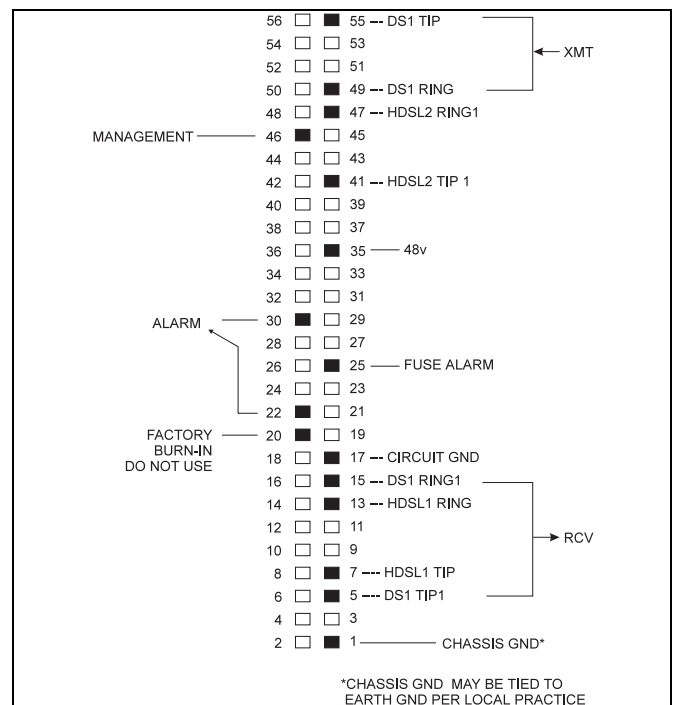 56 55 --- DS1 TIP
54 53
XMT
52 51
50 49 --- DS1 RING
48 47 --- HDSL2 RING1
MANAGEMENT 46 45
44 43
42 41 --- HDSL2 TIP 1
40 39
38 37
36 35 48v
34 33
32 31
ALARM 30 29
28 27
26 25 FUSE ALARM
24 23
22 21
FACTORY 20 19
BURN-IN
DO NOT USE
18 17 --- CIRCUIT GND
16 15 --- DS1 RING1
14 13 --- HDSL1 RING
12 11
RCV
10 9
8 7 ---- HDSL1 TIP
6 5 ---- DS1 TIP1
4 3
2 1 CHASSIS GND*
*CHASSIS GND MAY BE TIED TO
EARTH GND PER LOCAL PRACTICE